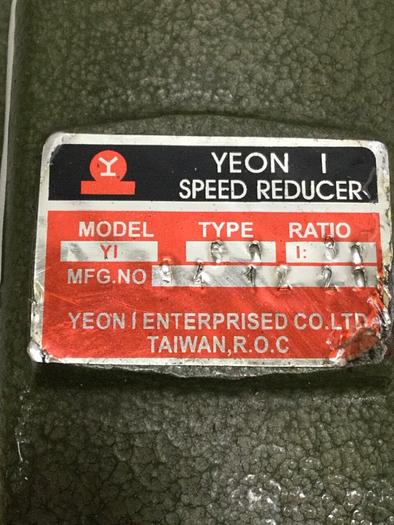 YEON I
SPEED REDUCER
MODEL TYPE RATIO
YI I:
MFG.NO
YEON I ENTERPRISED CO.LTD
TAIWAN,R.O.C